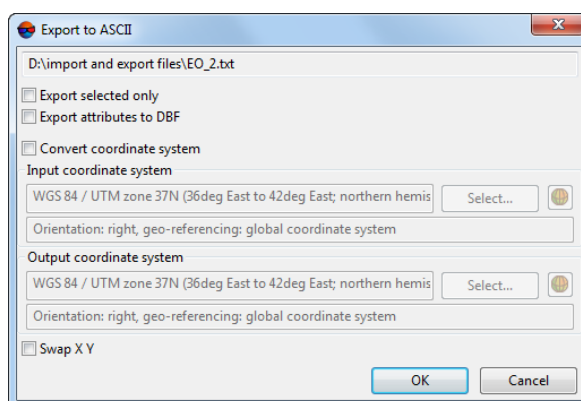 Export to ASCII
D:\import and export files\EO_2.txt
Export selected only
Export attributes to DBF
Convert coordinate system
Input coordinate system
WGS 84 / UTM zone 37N (36deg East to 42deg East; northern hemis
Select...
Orientation: right, geo-referencing: global coordinate system
Output coordinate system
WGS 84 / UTM zone 37N (36deg East to 42deg East; northern hemis
Select...
Orientation: right, geo-referencing: global coordinate system
Swap X Y
OK Cancel